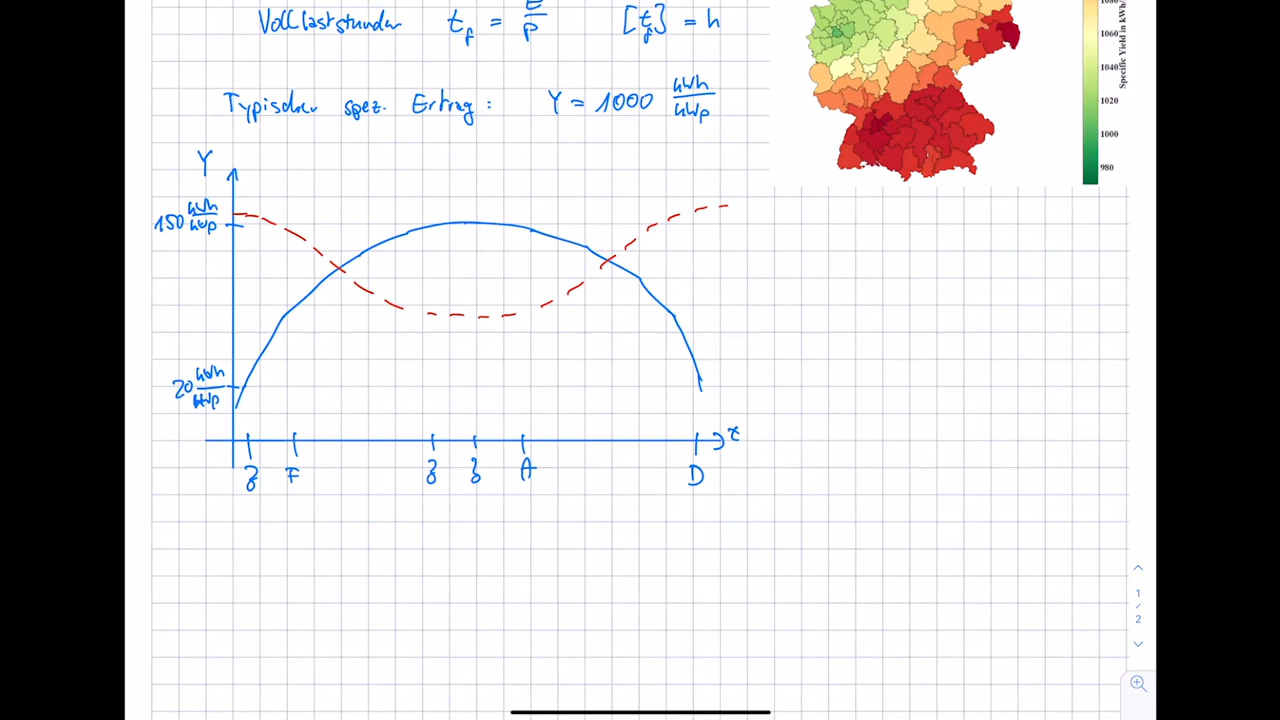 Volllaststunden t_f = E/P [t_f] = h
Typischer spez. Ertrag: Y = 1000 kWh/kWp
1080
1060
1040
1020
1000
980
Specific Yield in kWh/
Y
150 kWh/kWp
20 kWh/kWp
t
J F J J A D
1
/
2